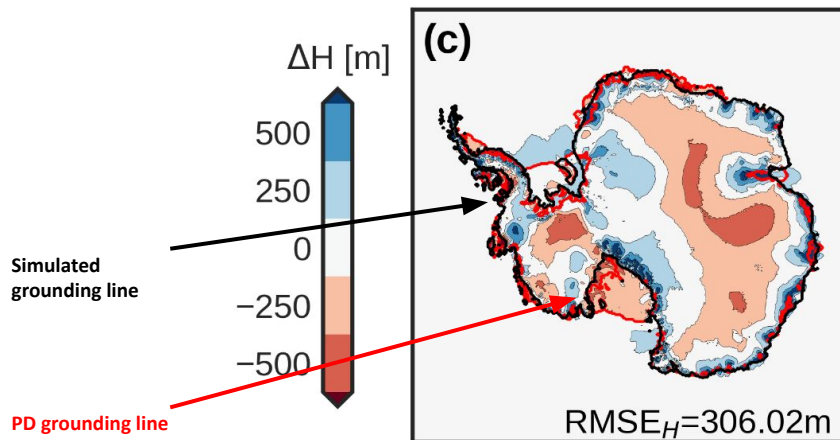 (c)
ΔH [m]
500
250
0
−250
−500
Simulated
grounding line
PD grounding line
RMSE_H=306.02m